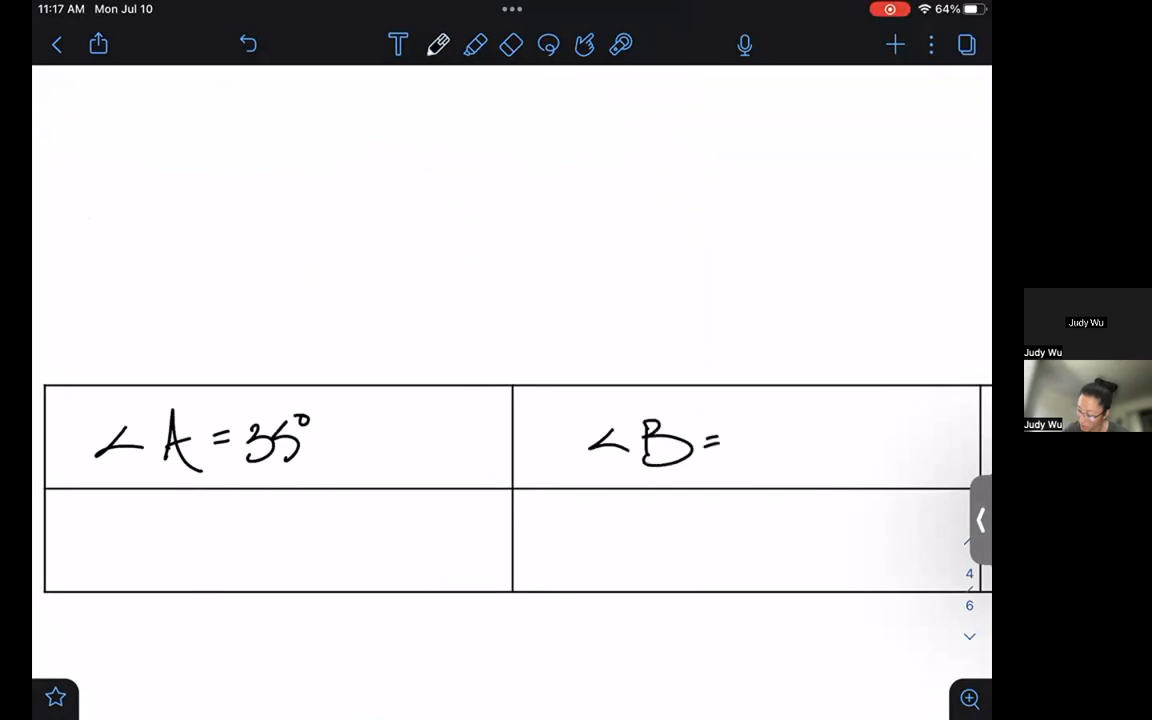 11:17 AM Mon Jul 10
64%
T
Judy Wu
Judy Wu
Judy Wu
∠A = 35°
∠B =
4
6